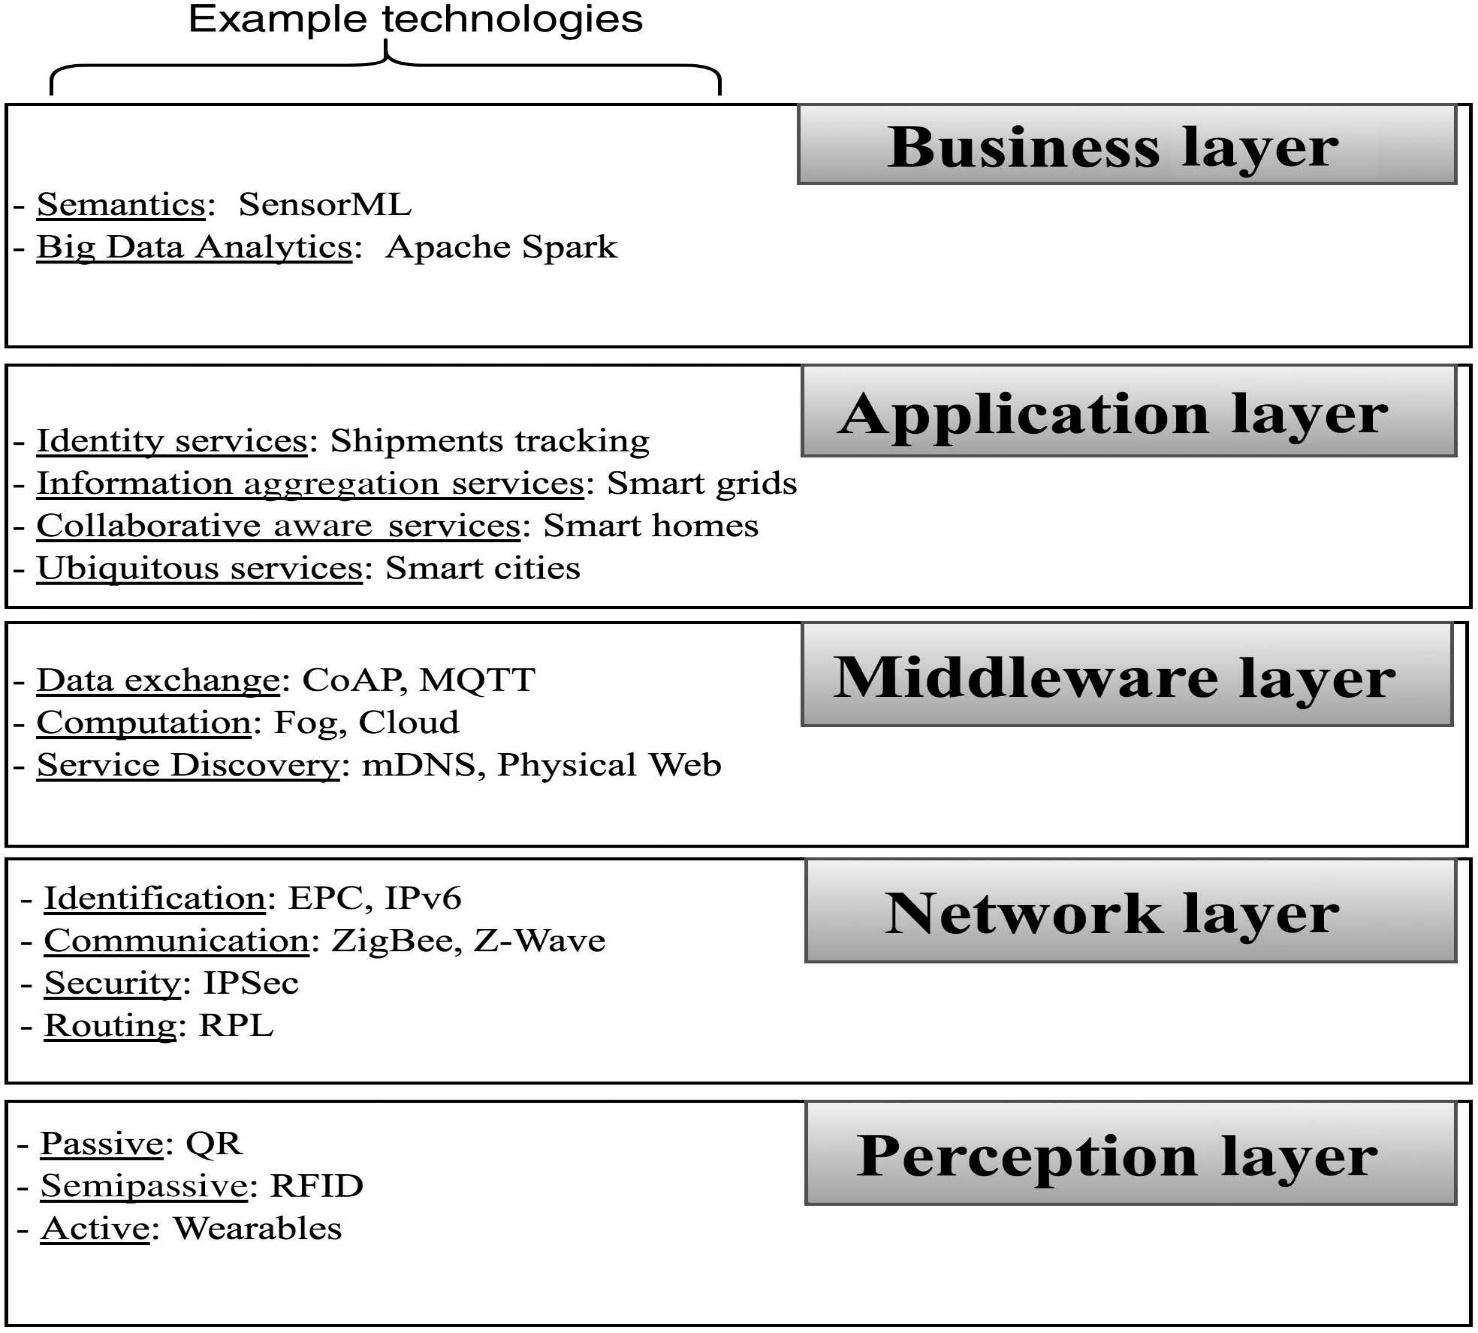 Example technologies
Business layer
- Semantics: SensorML
- Big Data Analytics: Apache Spark
Application layer
- Identity services: Shipments tracking
- Information aggregation services: Smart grids
- Collaborative aware services: Smart homes
- Ubiquitous services: Smart cities
Middleware layer
- Data exchange: CoAP, MQTT
- Computation: Fog, Cloud
- Service Discovery: mDNS, Physical Web
Network layer
- Identification: EPC, IPv6
- Communication: ZigBee, Z-Wave
- Security: IPSec
- Routing: RPL
Perception layer
- Passive: QR
- Semipassive: RFID
- Active: Wearables